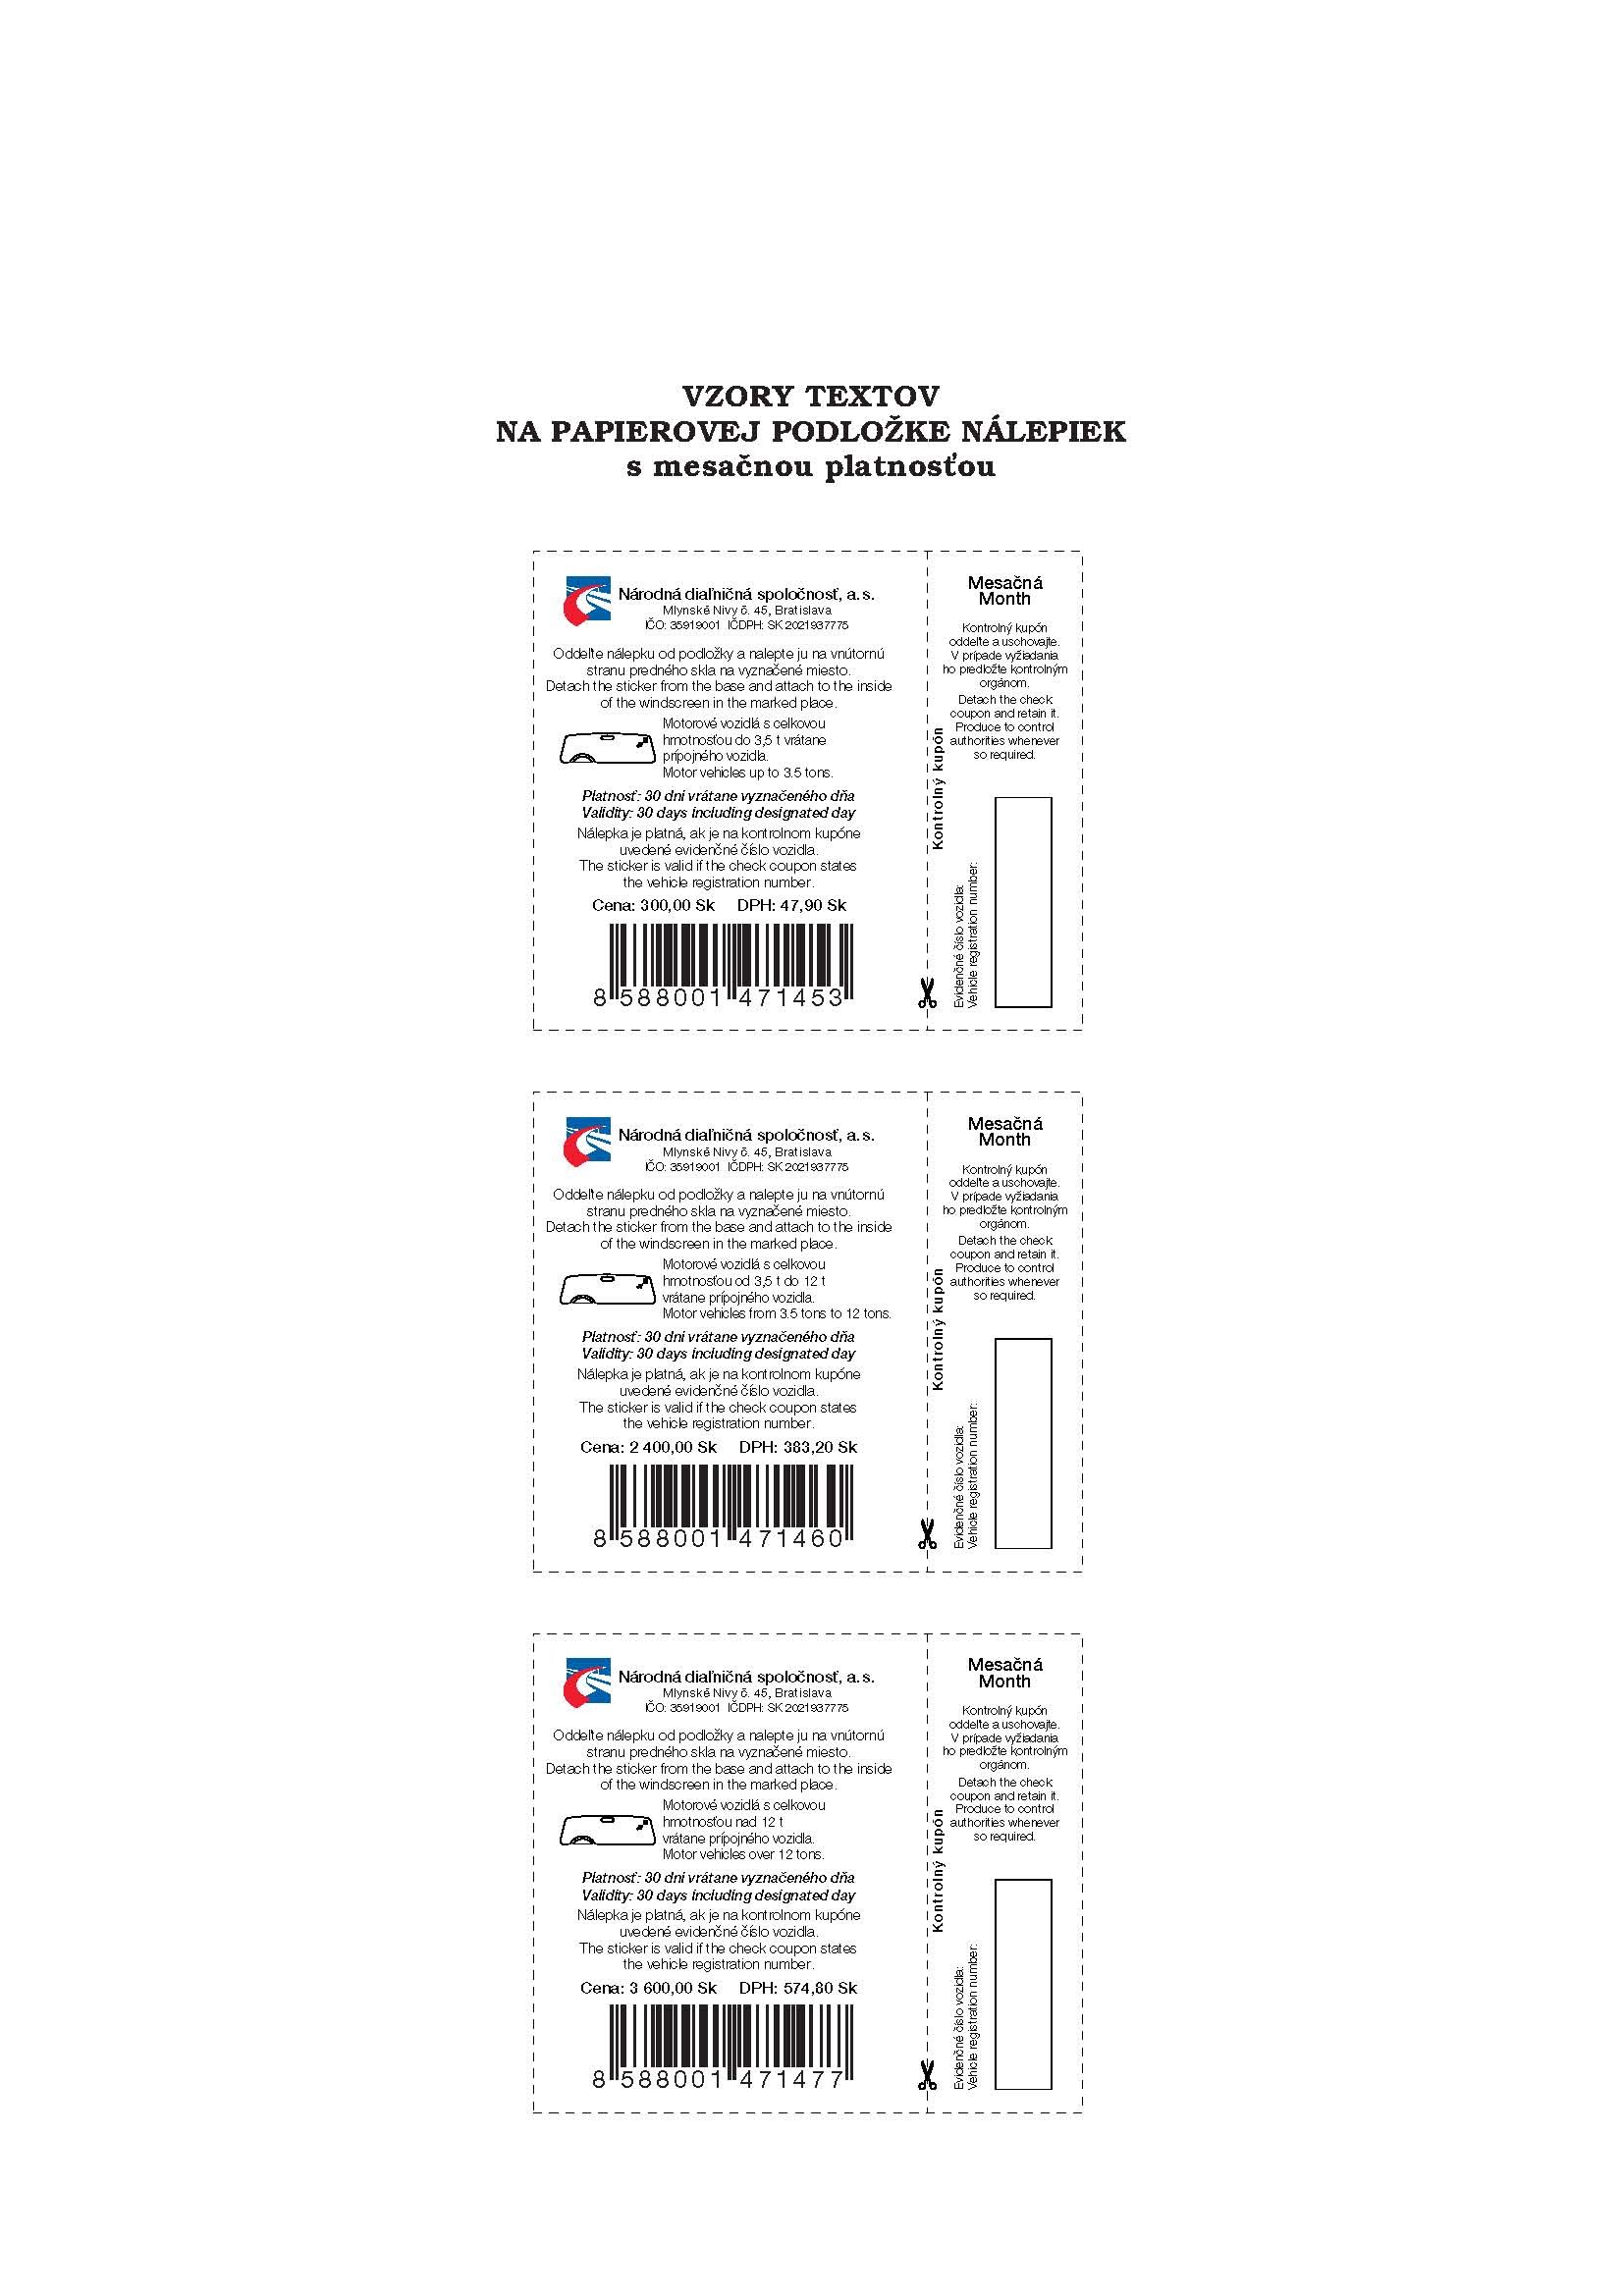 VZORY TEXTOV
NA PAPIEROVEJ PODLOŽKE NÁLEPIEK
s mesačnou platnosťou
Národná diaľničná spoločnosť, a. s.
Mlynské Nivy č. 45, Bratislava
IČO: 35919001 IČDPH: SK 2021937775
Oddeľte nálepku od podložky a nalepte ju na vnútornú
stranu predného skla na vyznačené miesto.
Detach the sticker from the base and attach to the inside
of the windscreen in the marked place.
Motorové vozidlá s celkovou
hmotnosťou do 3,5 t vrátane
prípojného vozidla.
Motor vehicles up to 3.5 tons.
Platnosť: 30 dní vrátane vyznačeného dňa
Validity: 30 days including designated day
Nálepka je platná, ak je na kontrolnom kupóne
uvedené evidenčné číslo vozidla.
The sticker is valid if the check coupon states
the vehicle registration number.
Cena: 300,00 Sk DPH: 47,90 Sk
8 588001 471453
Kontrolný kupón
Mesačná
Month
Kontrolný kupón
oddeľte a uschovajte.
V prípade vyžiadania
ho predložte kontrolným
orgánom.
Detach the check
coupon and retain it.
Produce to control
authorities whenever
so required.
Evidenčné číslo vozidla:
Vehicle registration number:
Národná diaľničná spoločnosť, a. s.
Mlynské Nivy č. 45, Bratislava
IČO: 35919001 IČDPH: SK 2021937775
Oddeľte nálepku od podložky a nalepte ju na vnútornú
stranu predného skla na vyznačené miesto.
Detach the sticker from the base and attach to the inside
of the windscreen in the marked place.
Motorové vozidlá s celkovou
hmotnosťou od 3,5 t do 12 t
vrátane prípojného vozidla.
Motor vehicles from 3.5 tons to 12 tons.
Platnosť: 30 dní vrátane vyznačeného dňa
Validity: 30 days including designated day
Nálepka je platná, ak je na kontrolnom kupóne
uvedené evidenčné číslo vozidla.
The sticker is valid if the check coupon states
the vehicle registration number.
Cena: 2 400,00 Sk DPH: 383,20 Sk
8 588001 471460
Kontrolný kupón
Mesačná
Month
Kontrolný kupón
oddeľte a uschovajte.
V prípade vyžiadania
ho predložte kontrolným
orgánom.
Detach the check
coupon and retain it.
Produce to control
authorities whenever
so required.
Evidenčné číslo vozidla:
Vehicle registration number:
Národná diaľničná spoločnosť, a. s.
Mlynské Nivy č. 45, Bratislava
IČO: 35919001 IČDPH: SK 2021937775
Oddeľte nálepku od podložky a nalepte ju na vnútornú
stranu predného skla na vyznačené miesto.
Detach the sticker from the base and attach to the inside
of the windscreen in the marked place.
Motorové vozidlá s celkovou
hmotnosťou nad 12 t
vrátane prípojného vozidla.
Motor vehicles over 12 tons.
Platnosť: 30 dní vrátane vyznačeného dňa
Validity: 30 days including designated day
Nálepka je platná, ak je na kontrolnom kupóne
uvedené evidenčné číslo vozidla.
The sticker is valid if the check coupon states
the vehicle registration number.
Cena: 3 600,00 Sk DPH: 574,80 Sk
8 588001 471477
Kontrolný kupón
Mesačná
Month
Kontrolný kupón
oddeľte a uschovajte.
V prípade vyžiadania
ho predložte kontrolným
orgánom.
Detach the check
coupon and retain it.
Produce to control
authorities whenever
so required.
Evidenčné číslo vozidla:
Vehicle registration number: